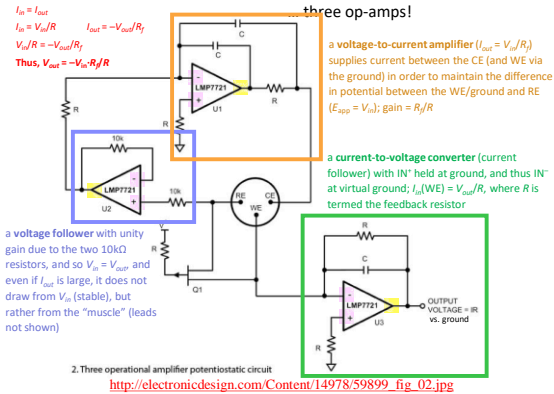 ... three op-amps!
I_in = I_out
I_in = V_in/R I_out = –V_out/R_f
V_in/R = –V_out/R_f
Thus, V_out = –V_in·R_f/R
a voltage-to-current amplifier (I_out = V_in/R_f)
supplies current between the CE (and WE via
the ground) in order to maintain the difference
in potential between the WE/ground and RE
(E_app = V_in); gain = R_f/R
C
C
-
LMP7721
+
U1
R
R
R
10k
-
LMP7721
+
U2
10k
RE
CE
WE
a current-to-voltage converter (current
follower) with IN⁺ held at ground, and thus IN⁻
at virtual ground; I_in(WE) = V_out/R, where R is
termed the feedback resistor
a voltage follower with unity
gain due to the two 10kΩ
resistors, and so V_in = V_out, and
even if I_out is large, it does not
draw from V_in (stable), but
rather from the "muscle" (leads
not shown)
V
R
Q1
R
C
-
LMP7721
+
U3
R
OUTPUT
VOLTAGE = IR
vs. ground
2. Three operational amplifier potentiostatic circuit
http://electronicdesign.com/Content/14978/59899_fig_02.jpg